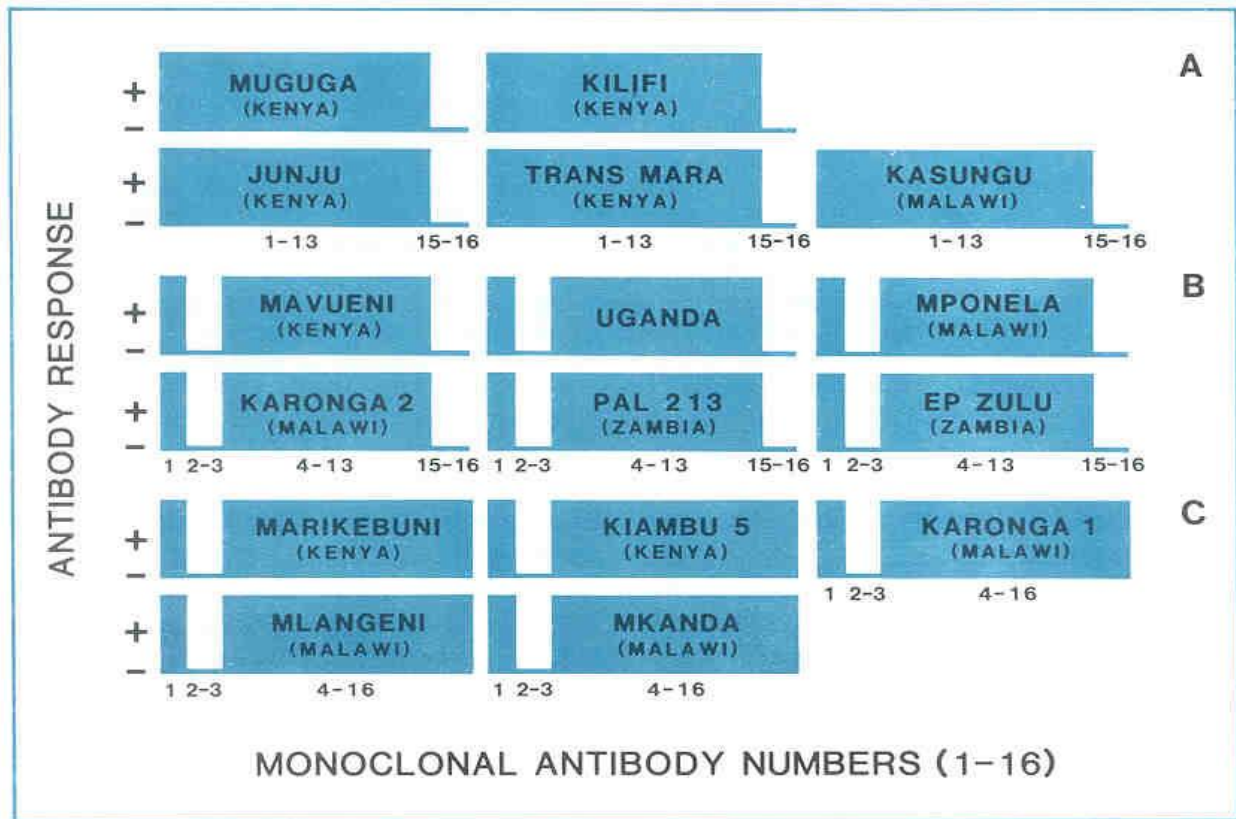 A
MUGUGA KILIFI
+ (KENYA) (KENYA)
−
JUNJU TRANS MARA KASUNGU
+ (KENYA) (KENYA) (MALAWI)
−
1-13 15-16 1-13 15-16 1-13 15-16
B
MAVUENI UGANDA MPONELA
+ (KENYA) (MALAWI)
−
KARONGA 2 PAL 213 EP ZULU
+ (MALAWI) (ZAMBIA) (ZAMBIA)
−
1 2-3 4-13 15-16 1 2-3 4-13 15-16 1 2-3 4-13 15-16
C
MARIKEBUNI KIAMBU 5 KARONGA 1
+ (KENYA) (KENYA) (MALAWI)
−
1 2-3 4-16
MLANGENI MKANDA
+ (MALAWI) (MALAWI)
−
1 2-3 4-16 1 2-3 4-16
ANTIBODY RESPONSE
MONOCLONAL ANTIBODY NUMBERS (1-16)